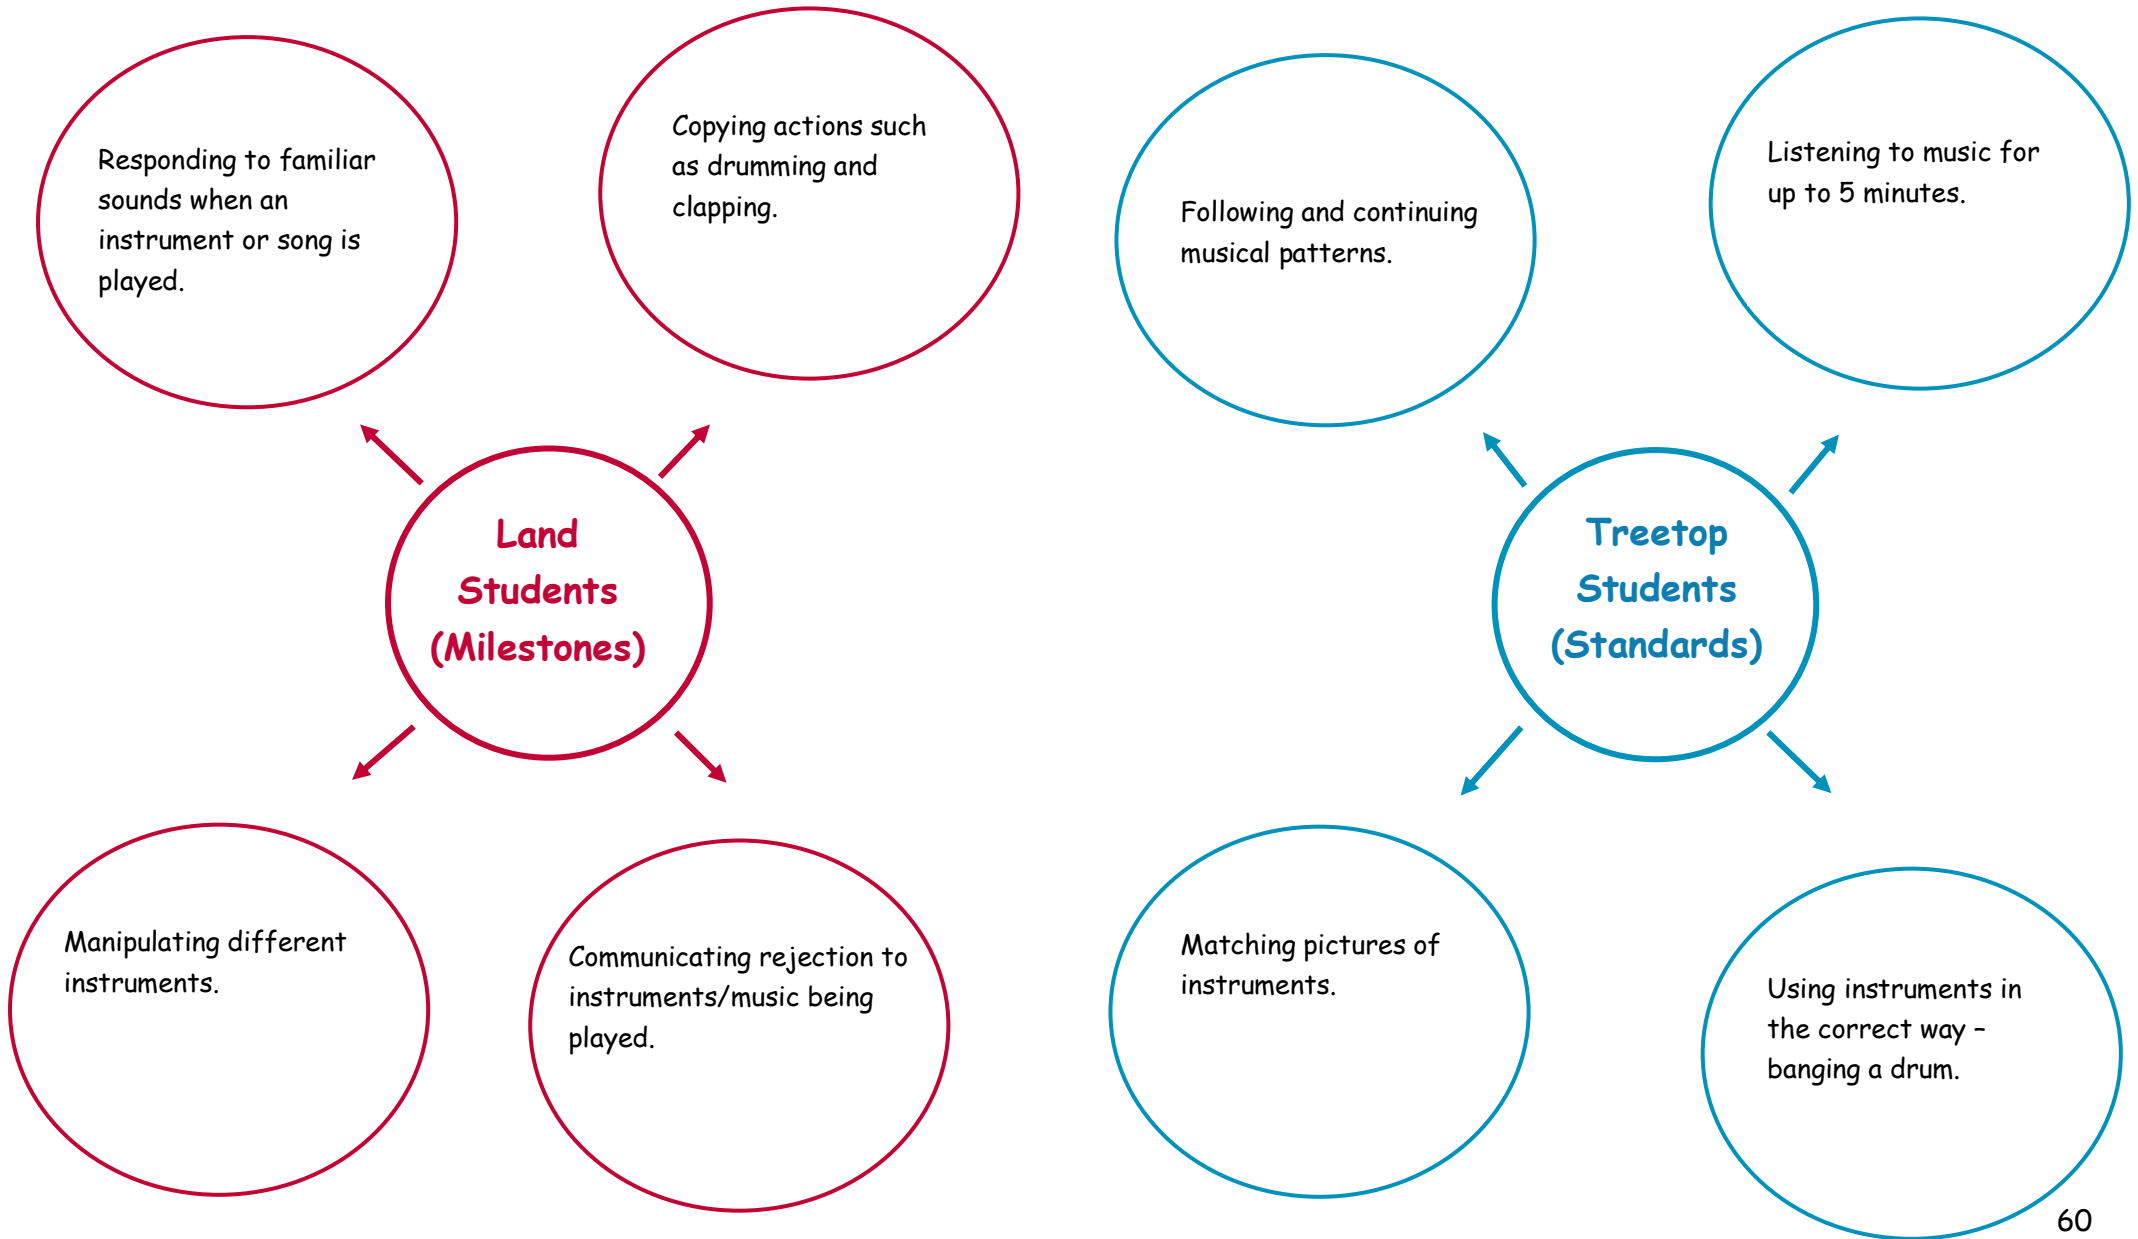 Responding to familiar
sounds when an
instrument or song is
played.
Copying actions such
as drumming and
clapping.
Following and continuing
musical patterns.
Listening to music for
up to 5 minutes.
Land
Students
(Milestones)
Treetop
Students
(Standards)
Manipulating different
instruments.
Communicating rejection to
instruments/music being
played.
Matching pictures of
instruments.
Using instruments in
the correct way –
banging a drum.
60